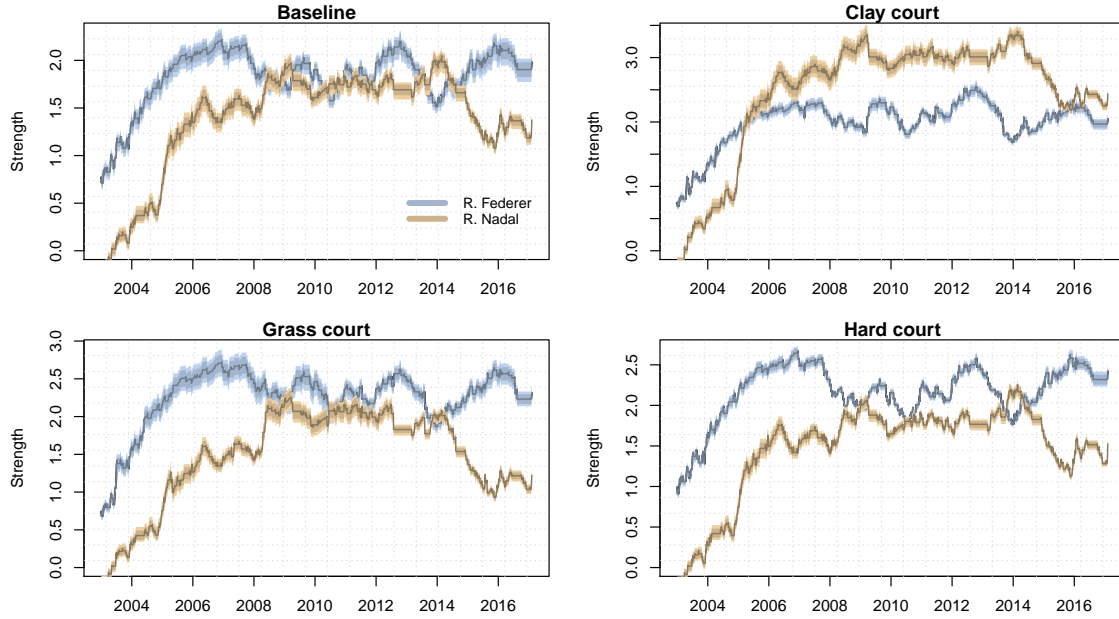 Baseline
Strength
0.0 0.5 1.0 1.5 2.0
2004 2006 2008 2010 2012 2014 2016
R. Federer
R. Nadal
Clay court
Strength
0.0 1.0 2.0 3.0
2004 2006 2008 2010 2012 2014 2016
Grass court
Strength
0.0 0.5 1.0 1.5 2.0 2.5 3.0
2004 2006 2008 2010 2012 2014 2016
Hard court
Strength
0.0 0.5 1.0 1.5 2.0 2.5
2004 2006 2008 2010 2012 2014 2016